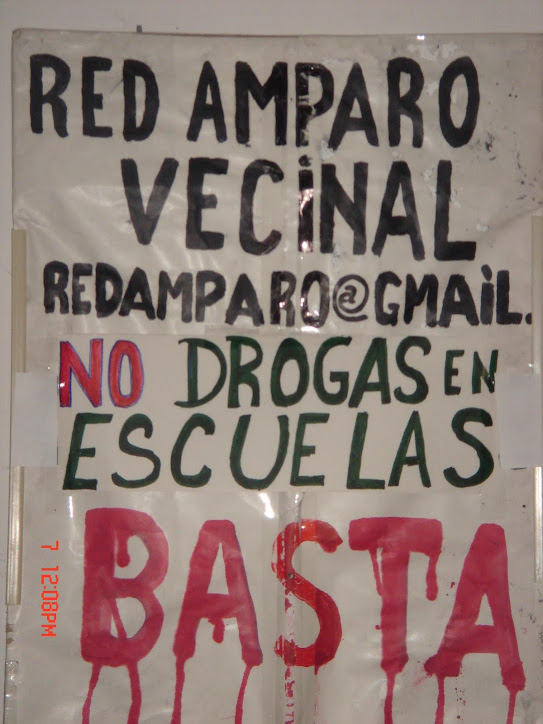 RED AMPARO
VECiNAL
REDAMPARO@GMAiL.
NO DROGAS EN
ESCUELAS
BASTA
7 12:08PM